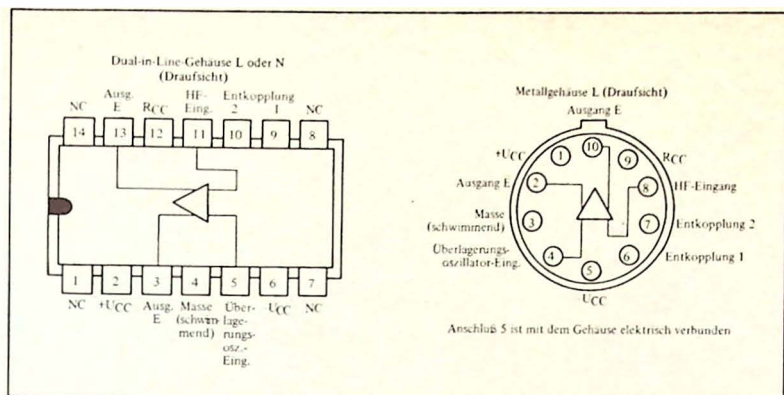 Dual-in-Line-Gehäuse L oder N
(Draufsicht)
Ausg. HF- Entkopplung
NC E RCC Eing. 2 1 NC
14 13 12 11 10 9 8
1 2 3 4 5 6 7
NC +UCC Ausg. Masse Über- UCC NC
E (schwim- lage-
mend) rungs-
osz.-
Eing.
Metallgehäuse L (Draufsicht)
Ausgang E
10
+UCC 1 9 RCC
Ausgang E 2 8 HF-Eingang
Masse
(schwimmend) 3 7 Entkopplung 2
Überlagerungs-
oszillator-Eing. 4 6 Entkopplung 1
5
UCC
Anschluß 5 ist mit dem Gehäuse elektrisch verbunden